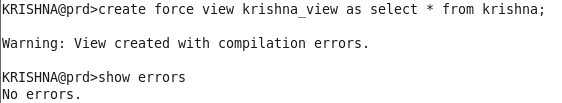 KRISHNA@prd>create force view krishna_view as select * from krishna;
Warning: View created with compilation errors.
KRISHNA@prd>show errors
No errors.